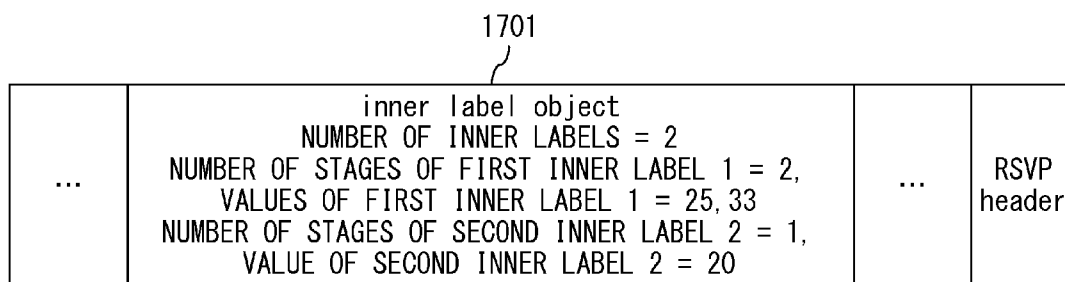 1701
inner label object
NUMBER OF INNER LABELS = 2
NUMBER OF STAGES OF FIRST INNER LABEL 1 = 2,
VALUES OF FIRST INNER LABEL 1 = 25, 33
NUMBER OF STAGES OF SECOND INNER LABEL 2 = 1,
VALUE OF SECOND INNER LABEL 2 = 20
...
...
RSVP
header